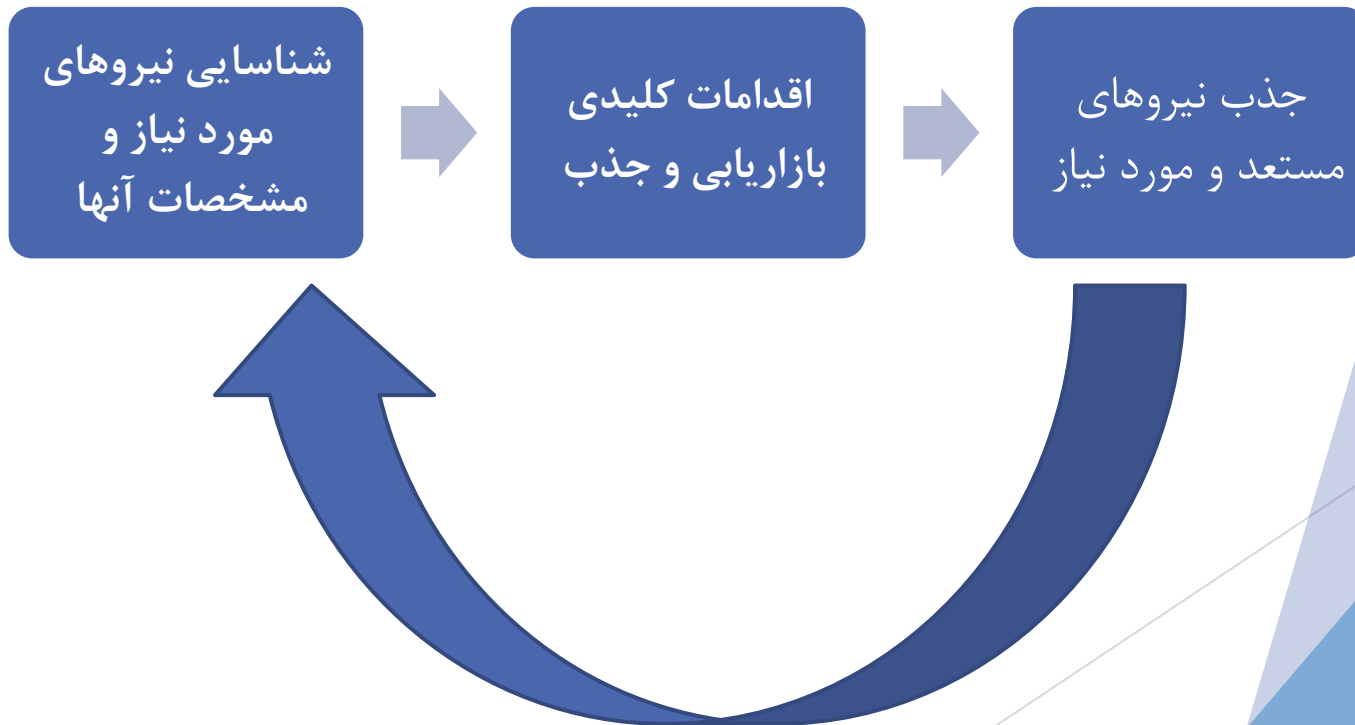 شناسایی نیروهای
مورد نیاز و
مشخصات آنها
اقدامات کلیدی
بازاریابی و جذب
جذب نیروهای
مستعد و مورد نیاز